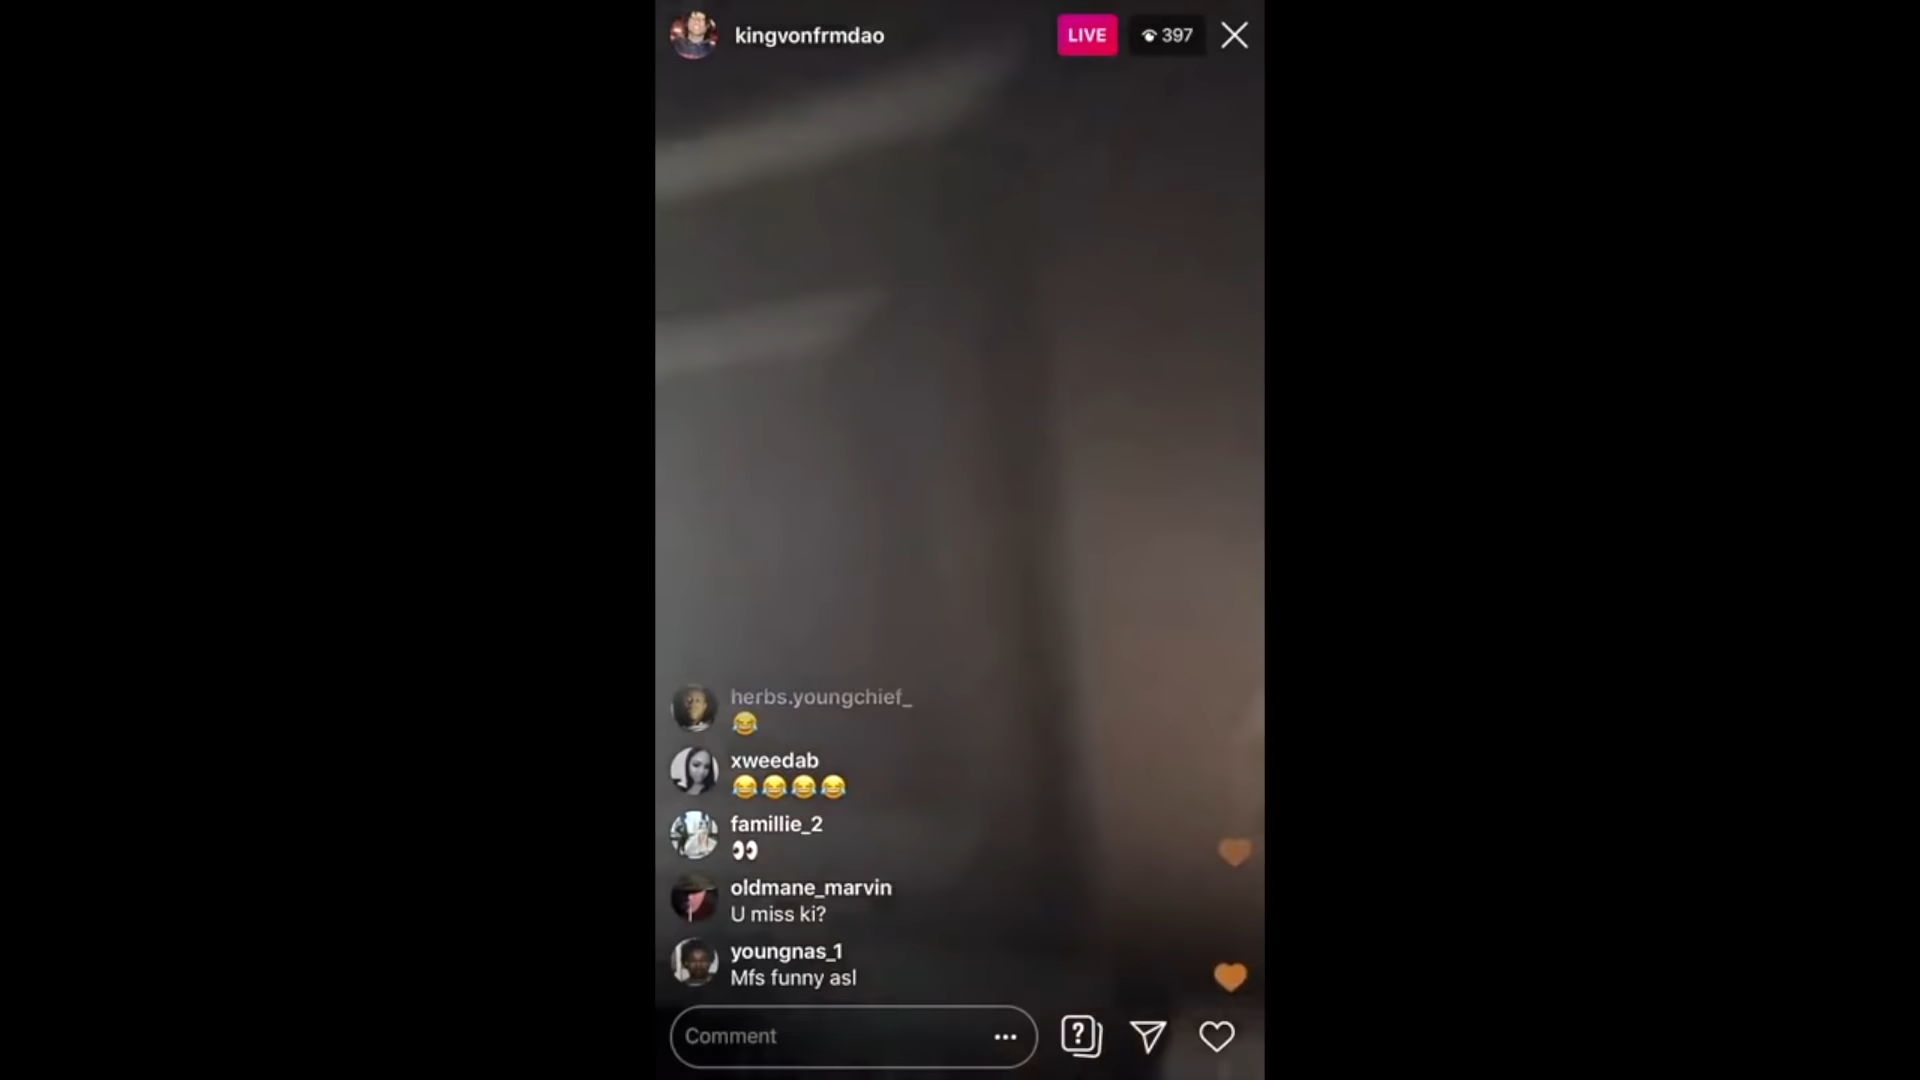 kingvonfrmdao
LIVE
397
herbs.youngchief_
😂
xweedab
😂😂😂😂
famillie_2
👀
oldmane_marvin
U miss ki?
youngnas_1
Mfs funny asl
Comment
?